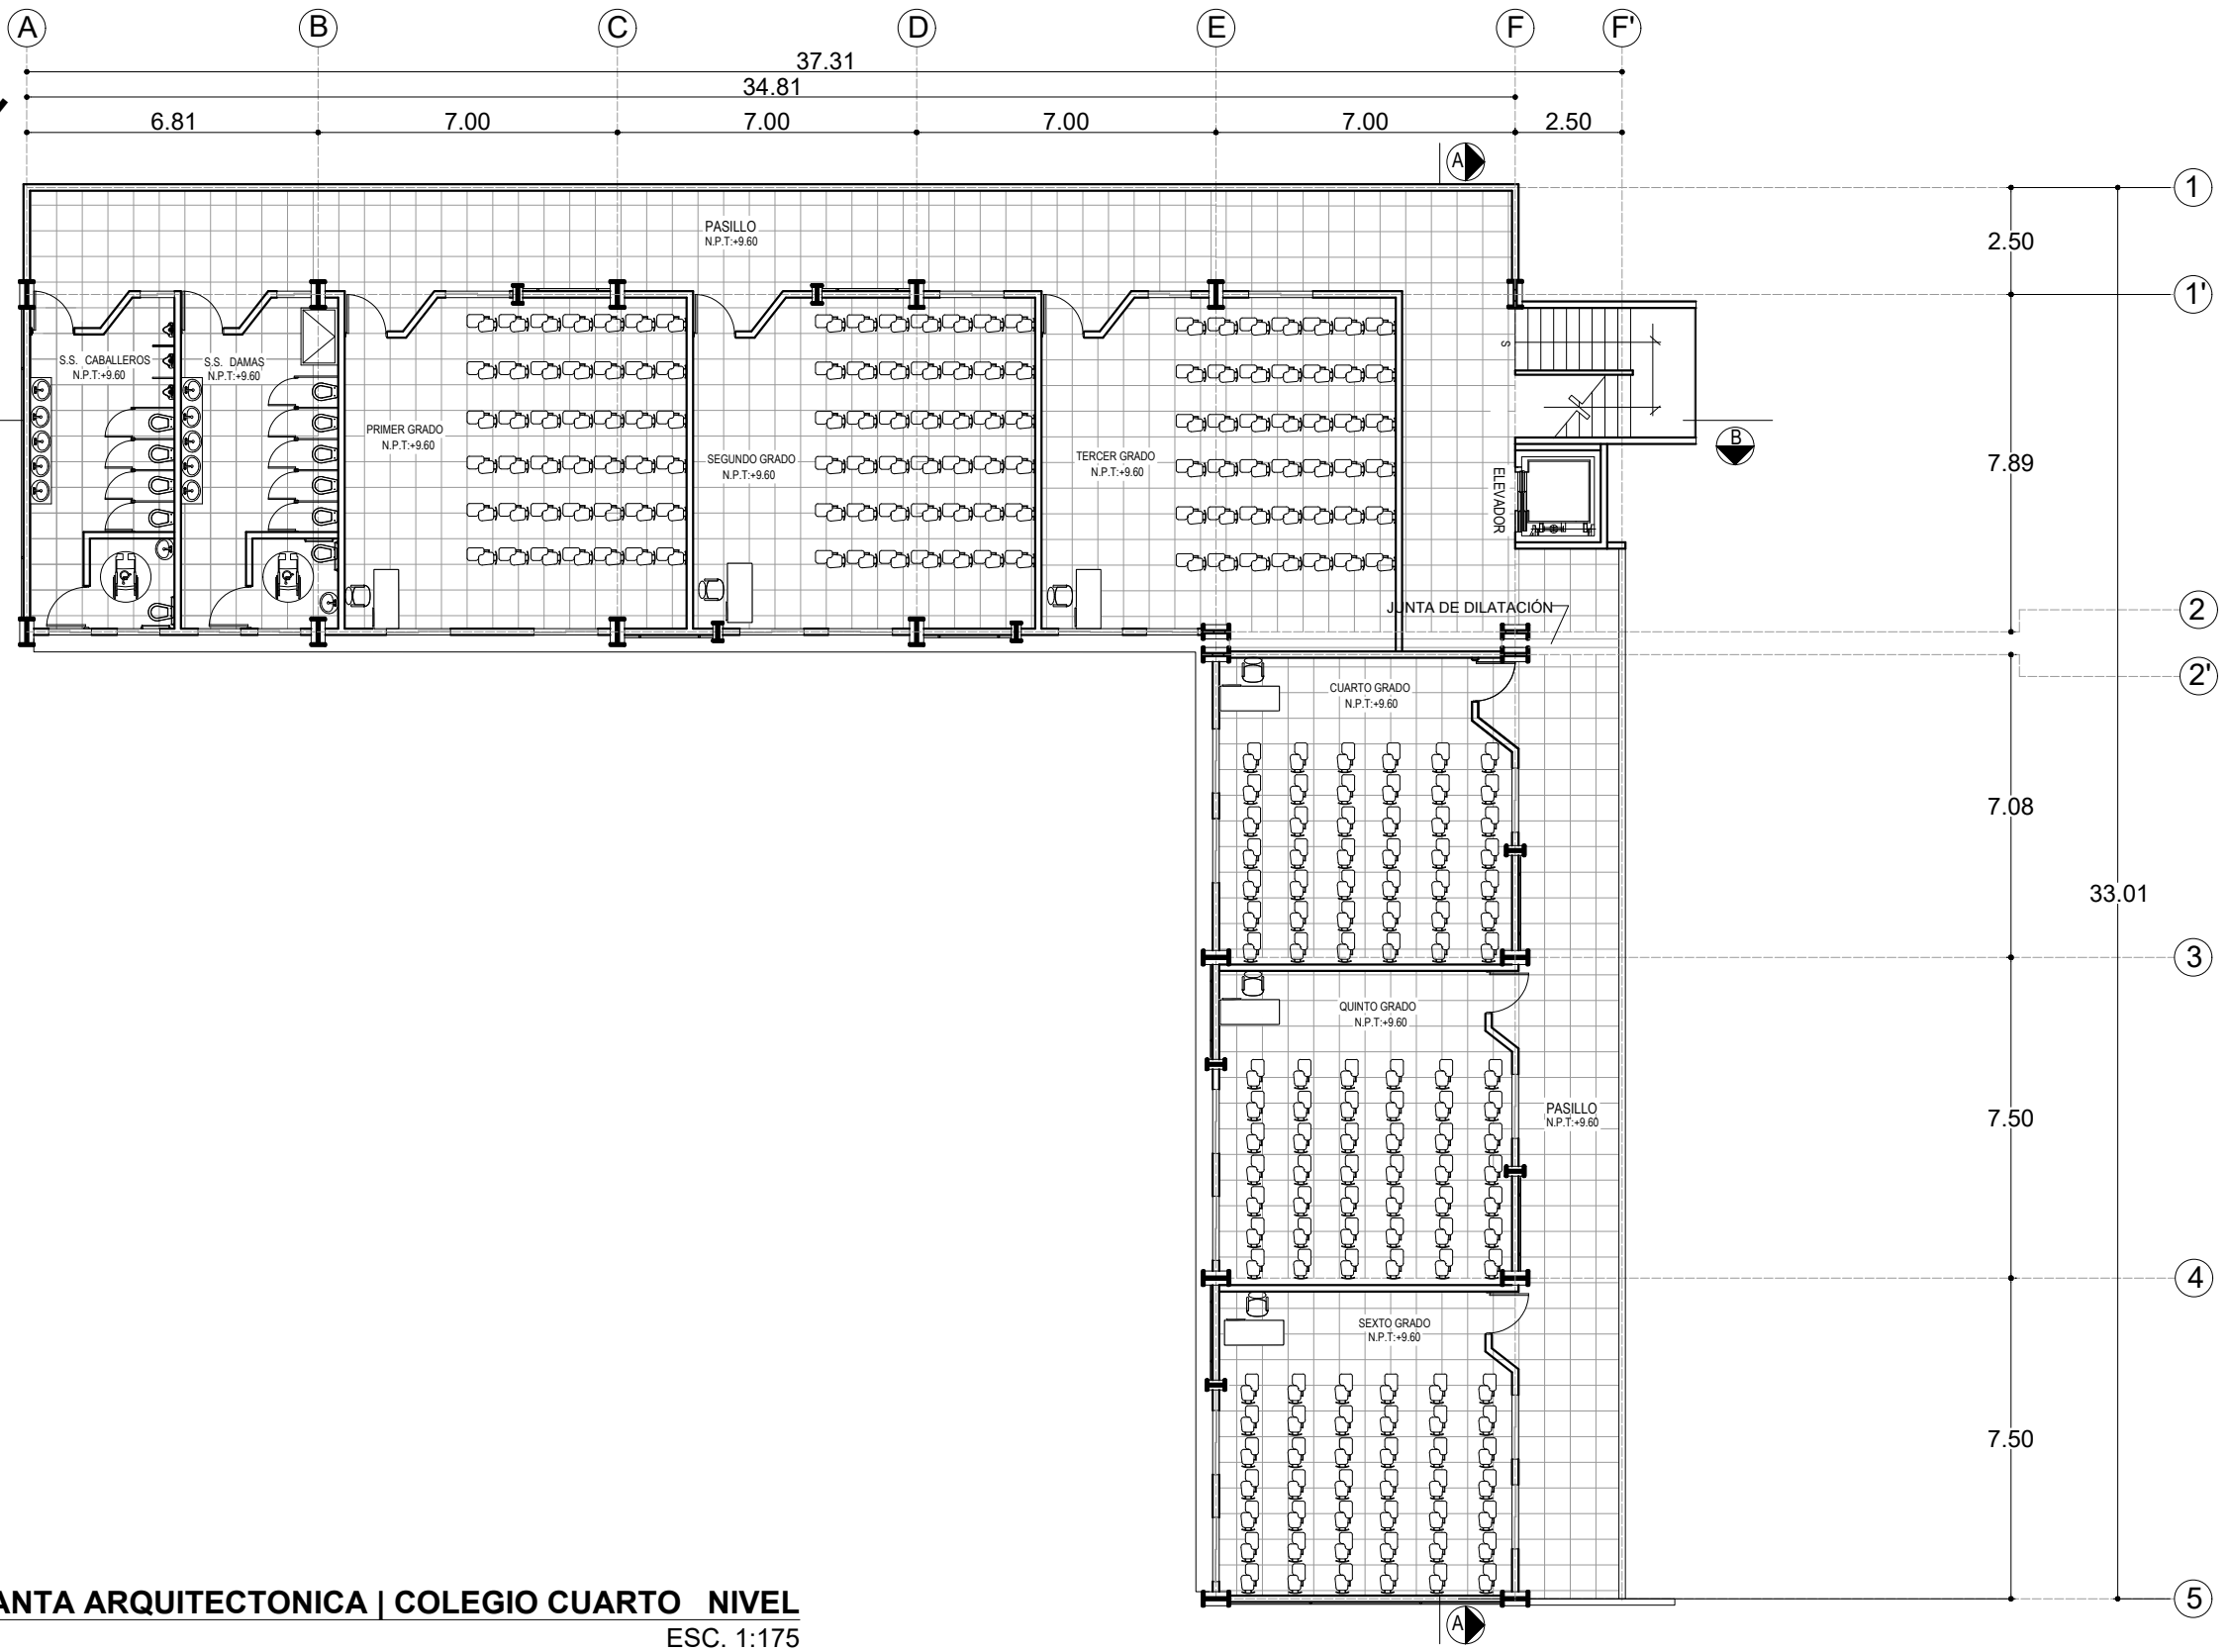 A B C D E F F'
37.31
34.81
6.81 7.00 7.00 7.00 7.00 2.50
A
1
PASILLO
N.P.T:+9.60
2.50
1'
S
S.S. CABALLEROS
N.P.T:+9.60
S.S. DAMAS
N.P.T:+9.60
PRIMER GRADO
N.P.T:+9.60
SEGUNDO GRADO
N.P.T:+9.60
TERCER GRADO
N.P.T:+9.60
B
7.89
ELEVADOR
JUNTA DE DILATACIÓN
2
2'
CUARTO GRADO
N.P.T:+9.60
7.08
33.01
3
QUINTO GRADO
N.P.T:+9.60
PASILLO
N.P.T:+9.60
7.50
4
SEXTO GRADO
N.P.T:+9.60
7.50
5
A
ANTA ARQUITECTONICA | COLEGIO CUARTO NIVEL
ESC. 1:175